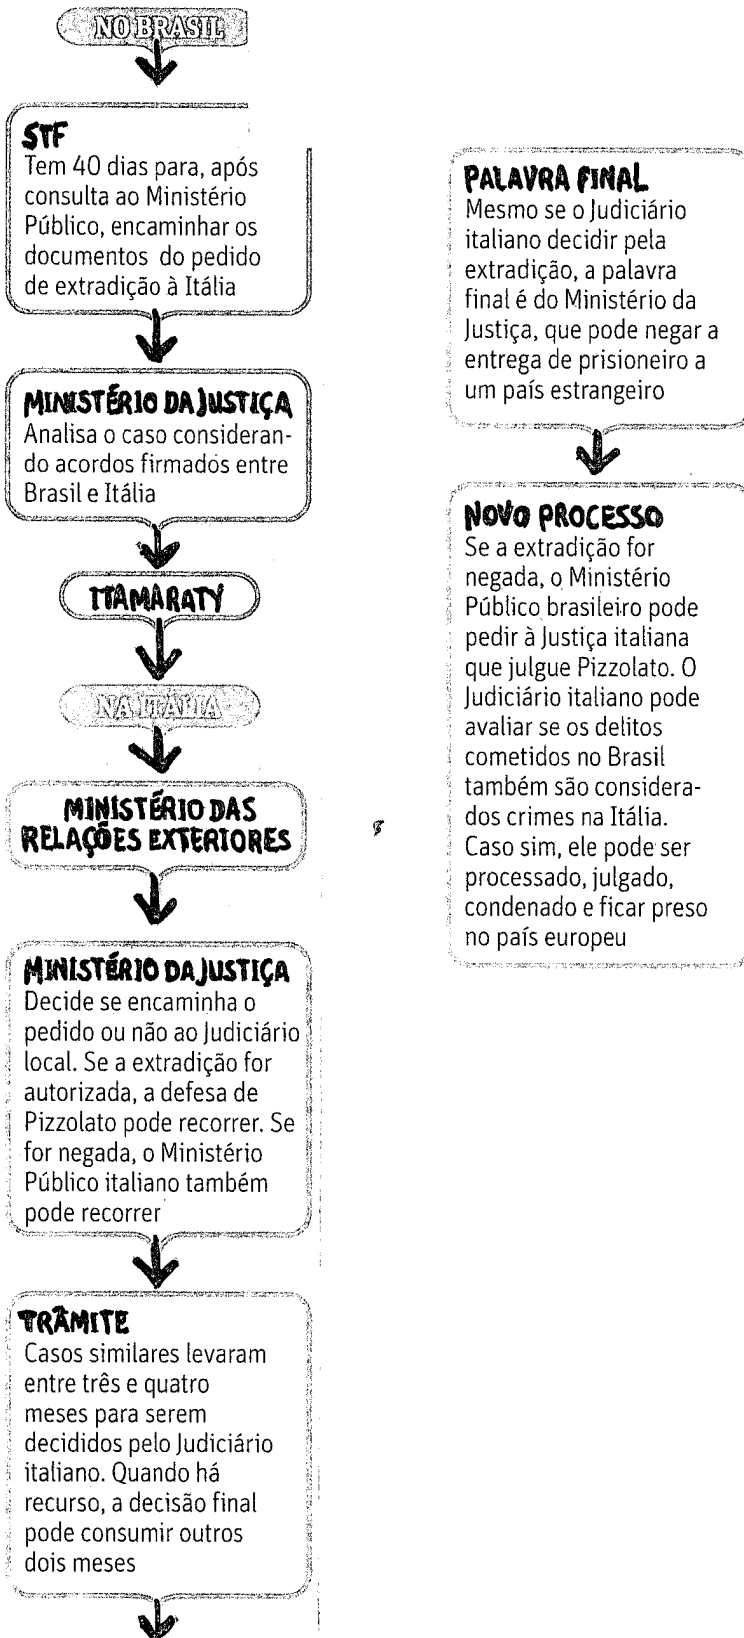 NO BRASIL
STF
Tem 40 dias para, após
consulta ao Ministério
Público, encaminhar os
documentos do pedido
de extradição à Itália
MINISTÉRIO DA JUSTIÇA
Analisa o caso consideran-
do acordos firmados entre
Brasil e Itália
ITAMARATY
NA ITÁLIA
MINISTÉRIO DAS
RELAÇÕES EXTERIORES
MINISTÉRIO DA JUSTIÇA
Decide se encaminha o
pedido ou não ao Judiciário
local. Se a extradição for
autorizada, a defesa de
Pizzolato pode recorrer. Se
for negada, o Ministério
Público italiano também
pode recorrer
TRÂMITE
Casos similares levaram
entre três e quatro
meses para serem
decididos pelo Judiciário
italiano. Quando há
recurso, a decisão final
pode consumir outros
dois meses
PALAVRA FINAL
Mesmo se o Judiciário
italiano decidir pela
extradição, a palavra
final é do Ministério da
Justiça, que pode negar a
entrega de prisioneiro a
um país estrangeiro
NOVO PROCESSO
Se a extradição for
negada, o Ministério
Público brasileiro pode
pedir à Justiça italiana
que julgue Pizzolato. O
Judiciário italiano pode
avaliar se os delitos
cometidos no Brasil
também são considera-
dos crimes na Itália.
Caso sim, ele pode ser
processado, julgado,
condenado e ficar preso
no país europeu